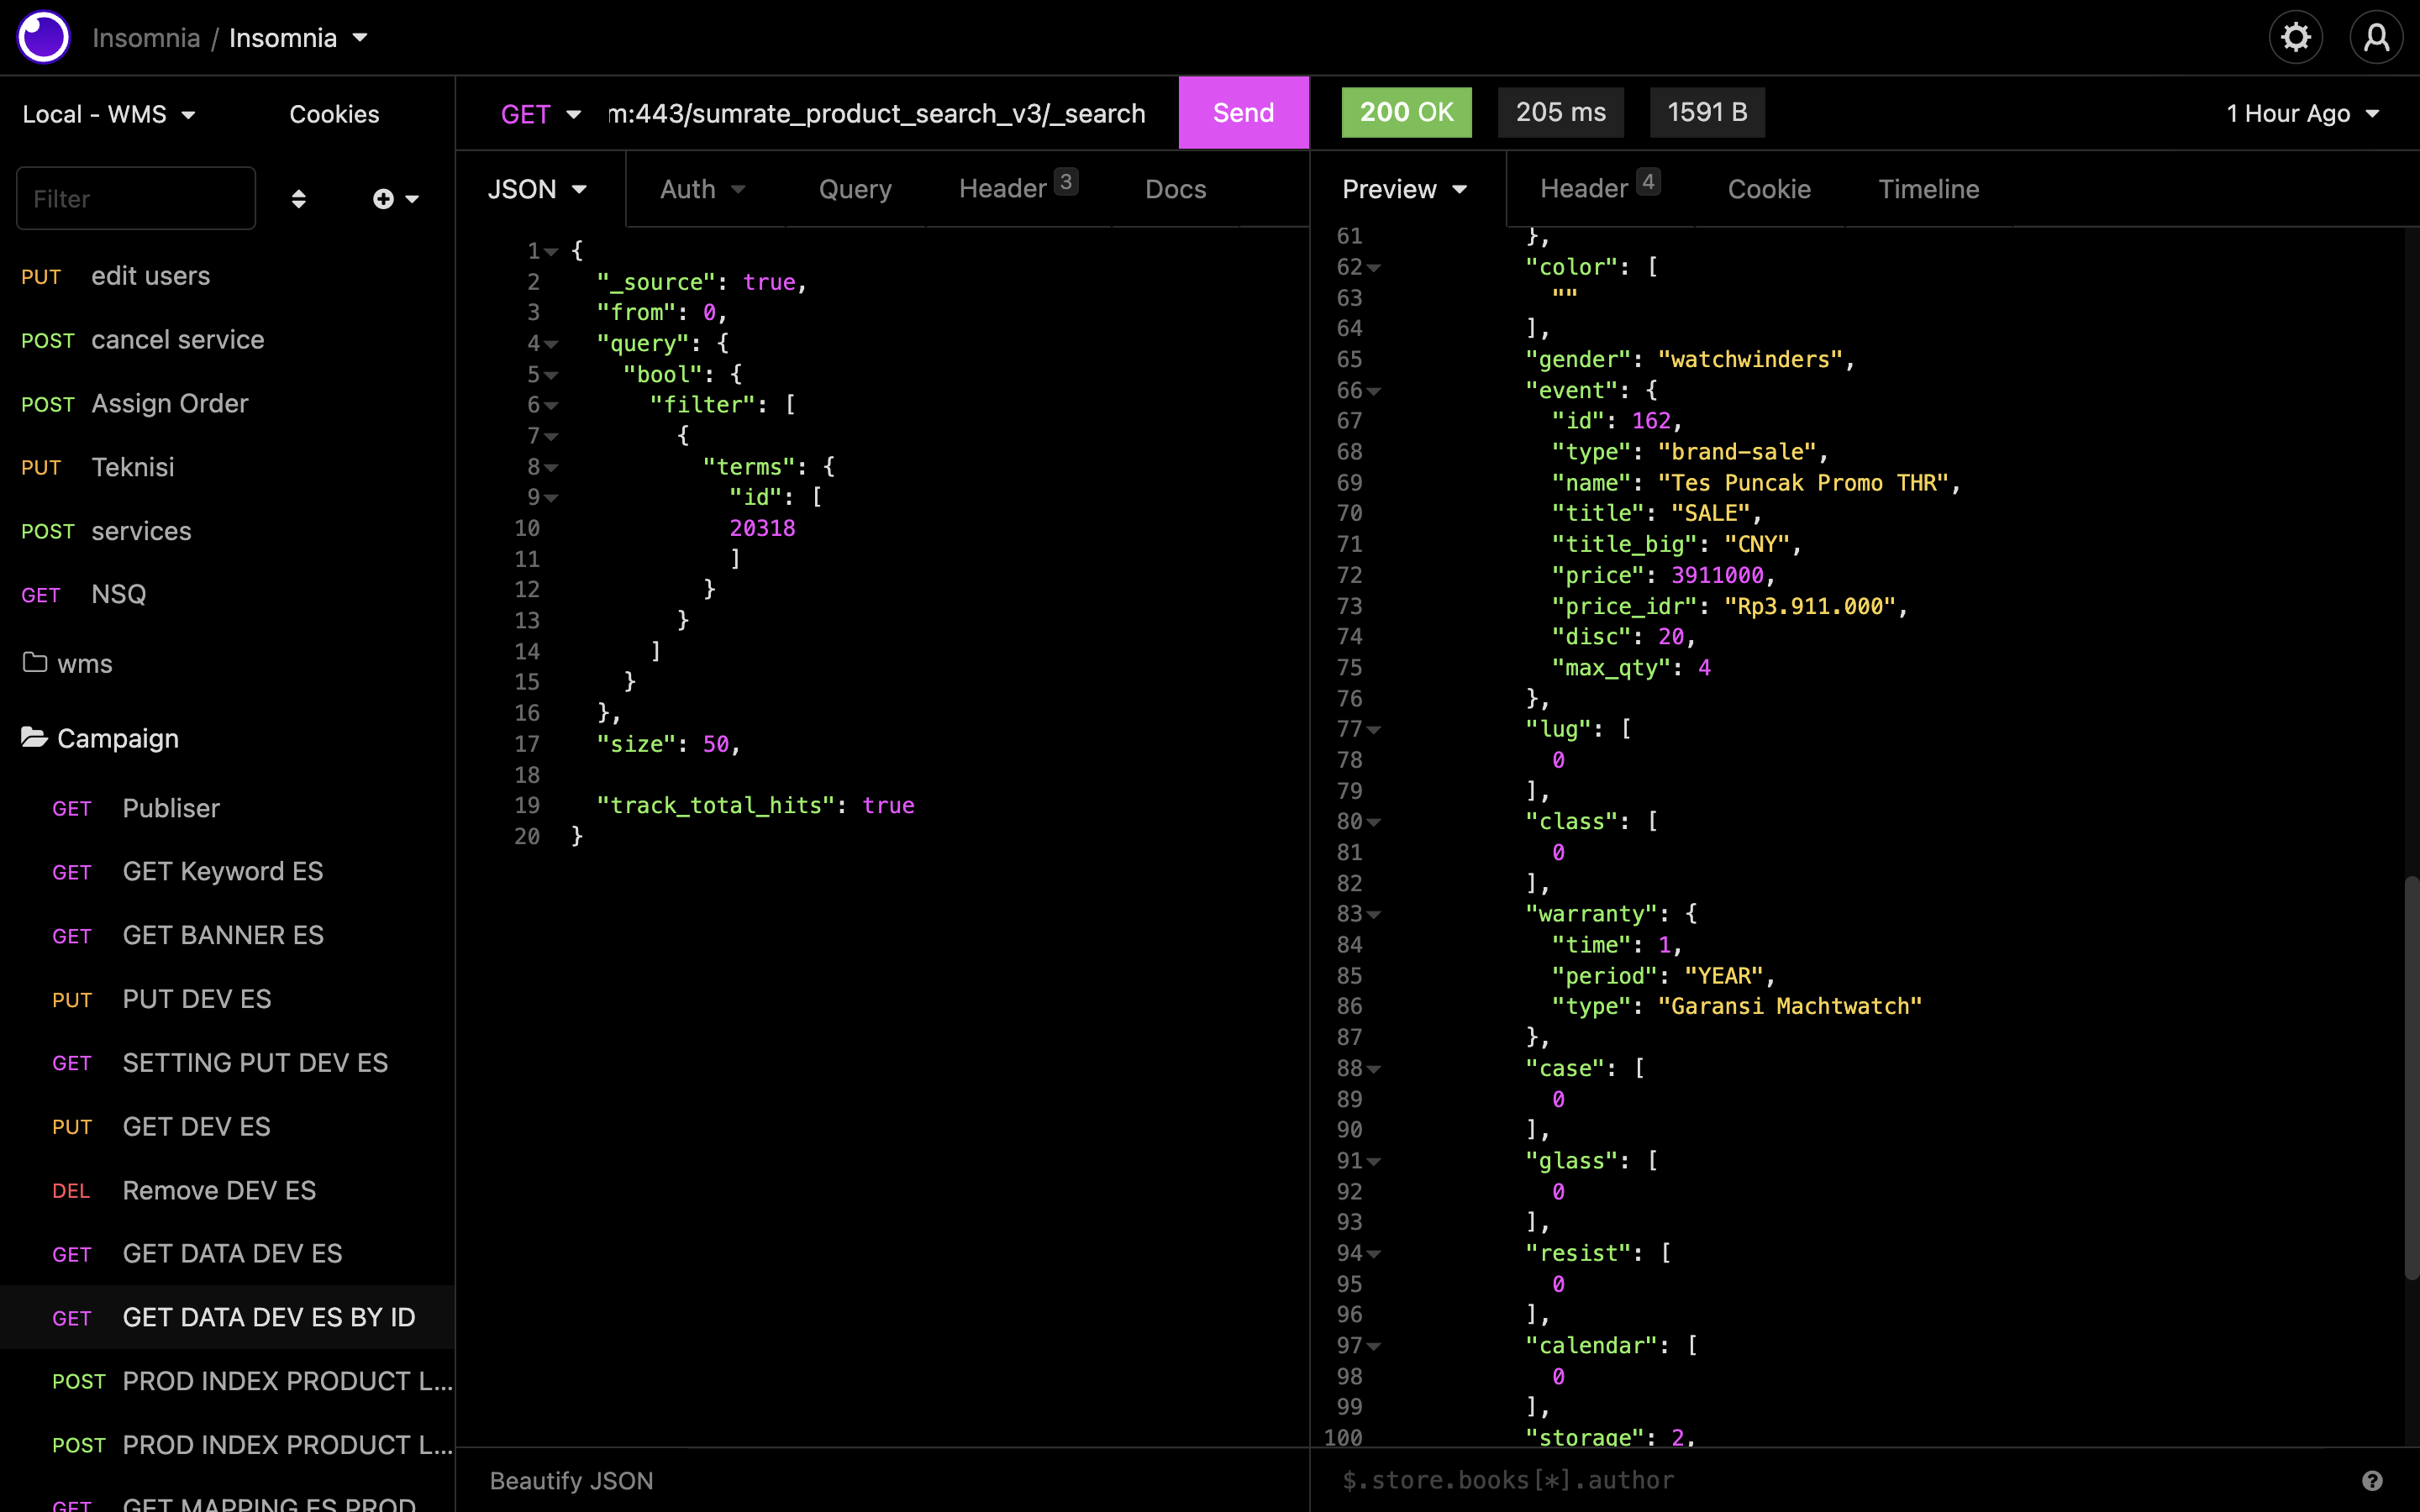 Insomnia / Insomnia
Local - WMS
Cookies
Filter
PUT edit users
POST cancel service
POST Assign Order
PUT Teknisi
POST services
GET NSQ
wms
Campaign
GET Publiser
GET GET Keyword ES
GET GET BANNER ES
PUT PUT DEV ES
GET SETTING PUT DEV ES
PUT GET DEV ES
DEL Remove DEV ES
GET GET DATA DEV ES
GET GET DATA DEV ES BY ID
POST PROD INDEX PRODUCT L...
POST PROD INDEX PRODUCT L...
GET GET MAPPING ES PROD
GET m:443/sumrate_product_search_v3/_search Send
JSON Auth Query Header 3 Docs
1 {
2 "_source": true,
3 "from": 0,
4 "query": {
5 "bool": {
6 "filter": [
7 {
8 "terms": {
9 "id": [
10 20318
11 ]
12 }
13 }
14 ]
15 }
16 },
17 "size": 50,
18
19 "track_total_hits": true
20 }
Beautify JSON
200 OK 205 ms 1591 B 1 Hour Ago
Preview Header 4 Cookie Timeline
61 },
62 "color": [
63 ""
64 ],
65 "gender": "watchwinders",
66 "event": {
67 "id": 162,
68 "type": "brand-sale",
69 "name": "Tes Puncak Promo THR",
70 "title": "SALE",
71 "title_big": "CNY",
72 "price": 3911000,
73 "price_idr": "Rp3.911.000",
74 "disc": 20,
75 "max_qty": 4
76 },
77 "lug": [
78 0
79 ],
80 "class": [
81 0
82 ],
83 "warranty": {
84 "time": 1,
85 "period": "YEAR",
86 "type": "Garansi Machtwatch"
87 },
88 "case": [
89 0
90 ],
91 "glass": [
92 0
93 ],
94 "resist": [
95 0
96 ],
97 "calendar": [
98 0
99 ],
100 "storage": 2,
$.store.books[*].author